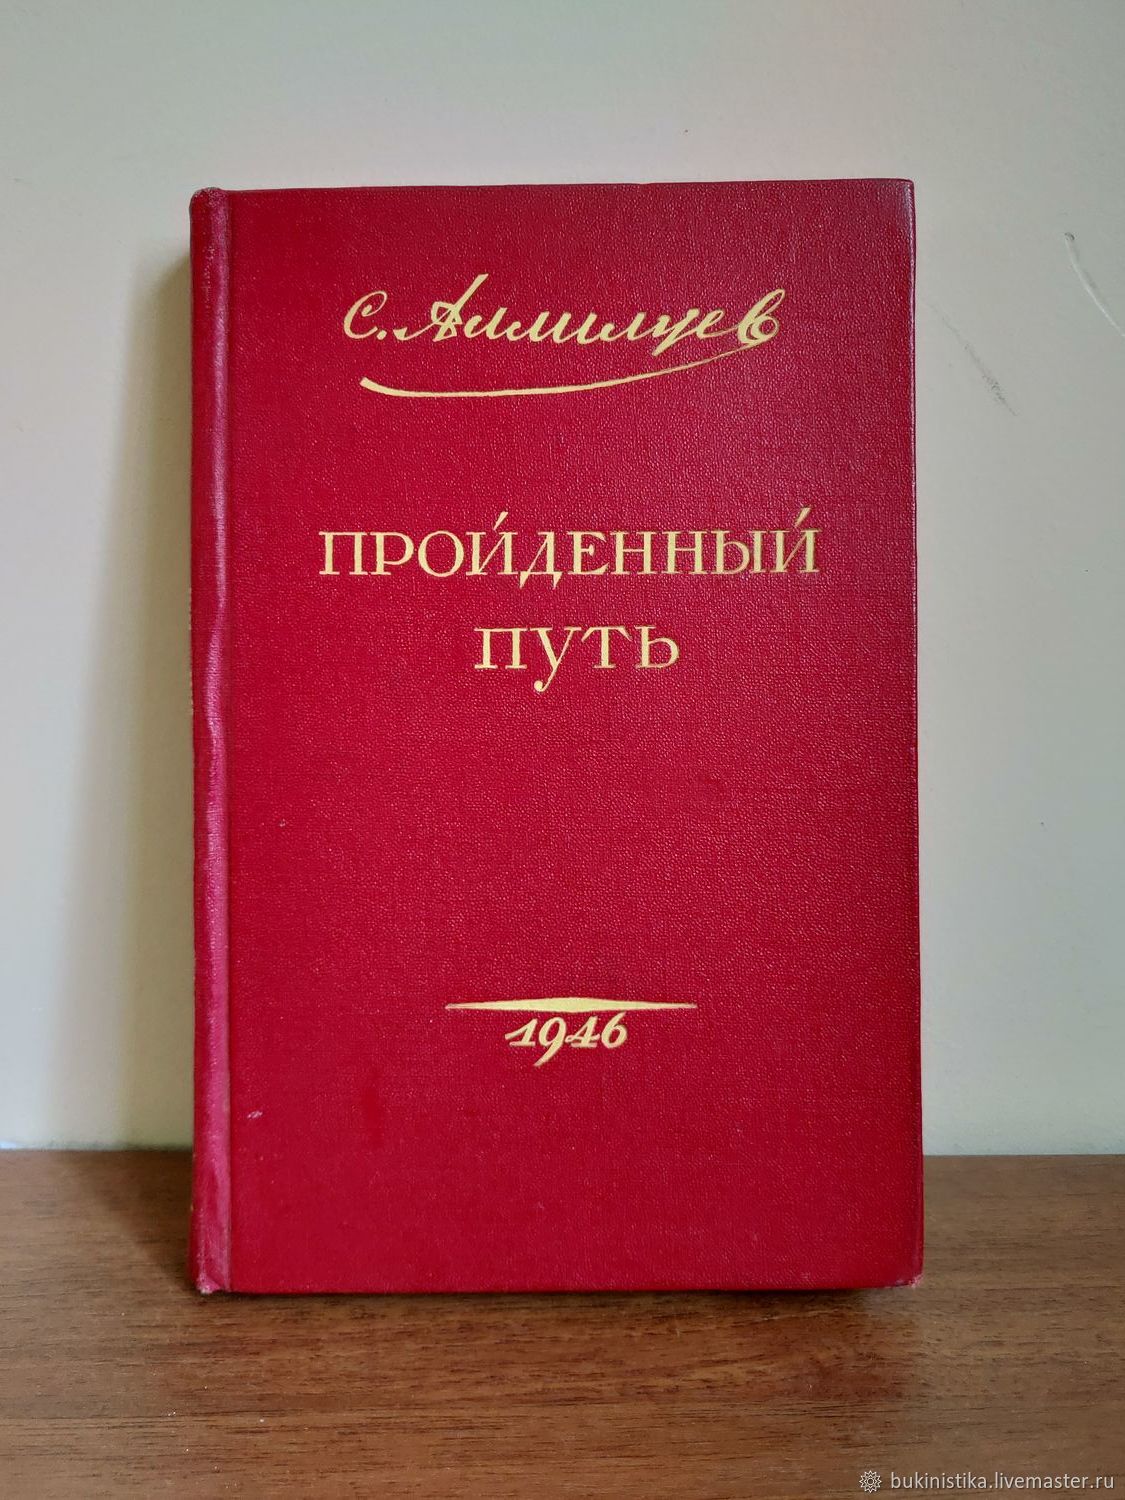 С. Аллилуев
ПРОЙДЕННЫЙ
ПУТЬ
1946
bukinistika.livemaster.ru